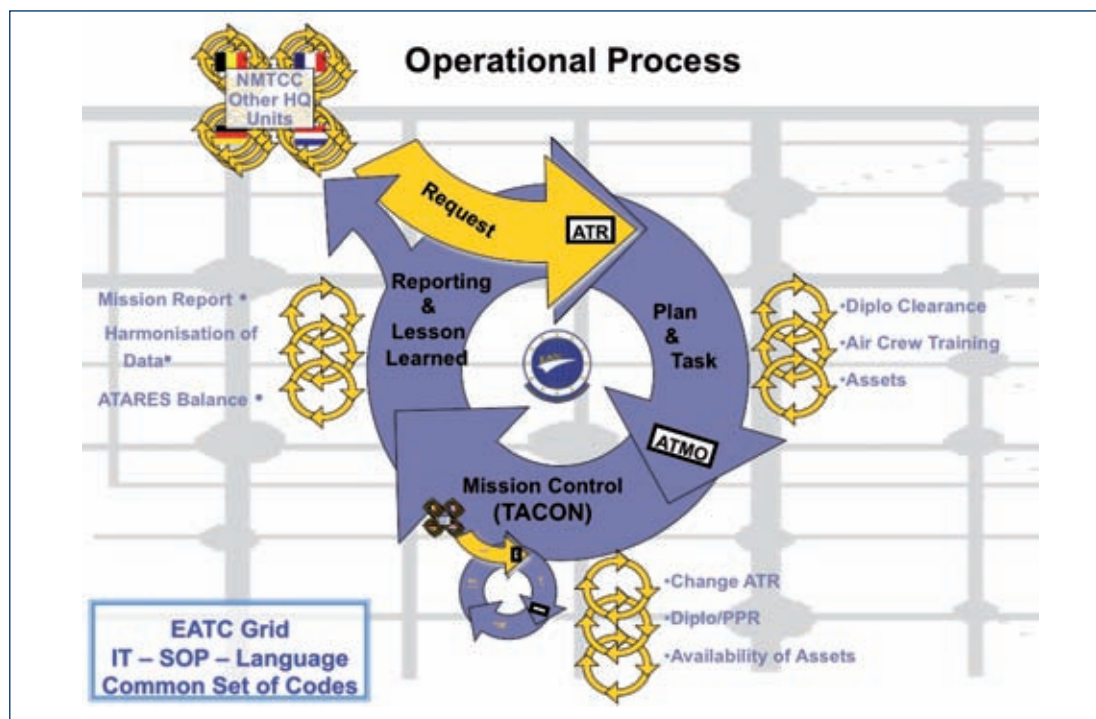 Operational Process
NMTCC
Other HQ
Units
Request
ATR
Reporting
&
Lesson
Learned
Plan
&
Task
Mission Report •
Harmonisation of
Data•
ATARES Balance •
•Diplo Clearance
•Air Crew Training
•Assets
ATMO
Mission Control
(TACON)
•Change ATR
•Diplo/PPR
•Availability of Assets
EATC Grid
IT – SOP – Language
Common Set of Codes